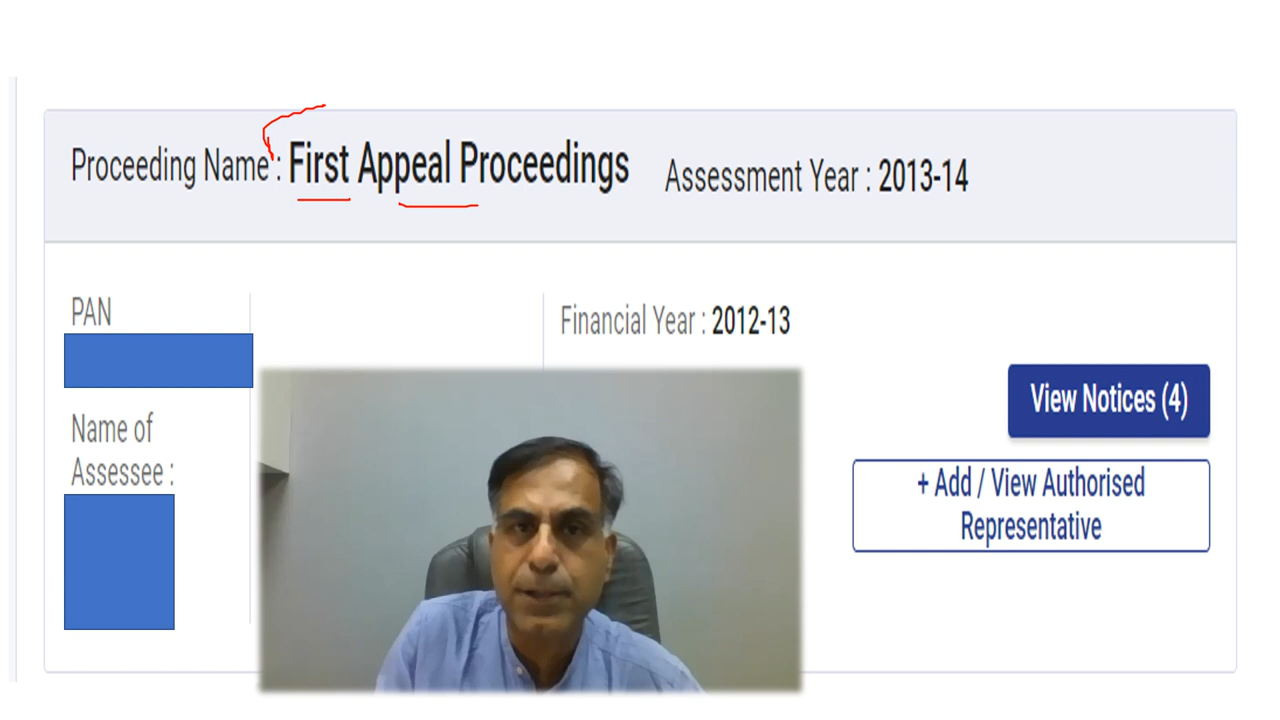 Proceeding Name : First Appeal Proceedings
Assessment Year : 2013-14
PAN
Financial Year : 2012-13
Name of
Assessee :
View Notices (4)
+ Add / View Authorised
Representative